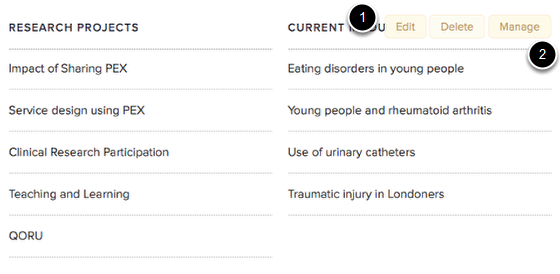 RESEARCH PROJECTS
Impact of Sharing PEX
Service design using PEX
Clinical Research Participation
Teaching and Learning
QORU
CURRENT
1
Edit
Delete
Manage
2
Eating disorders in young people
Young people and rheumatoid arthritis
Use of urinary catheters
Traumatic injury in Londoners